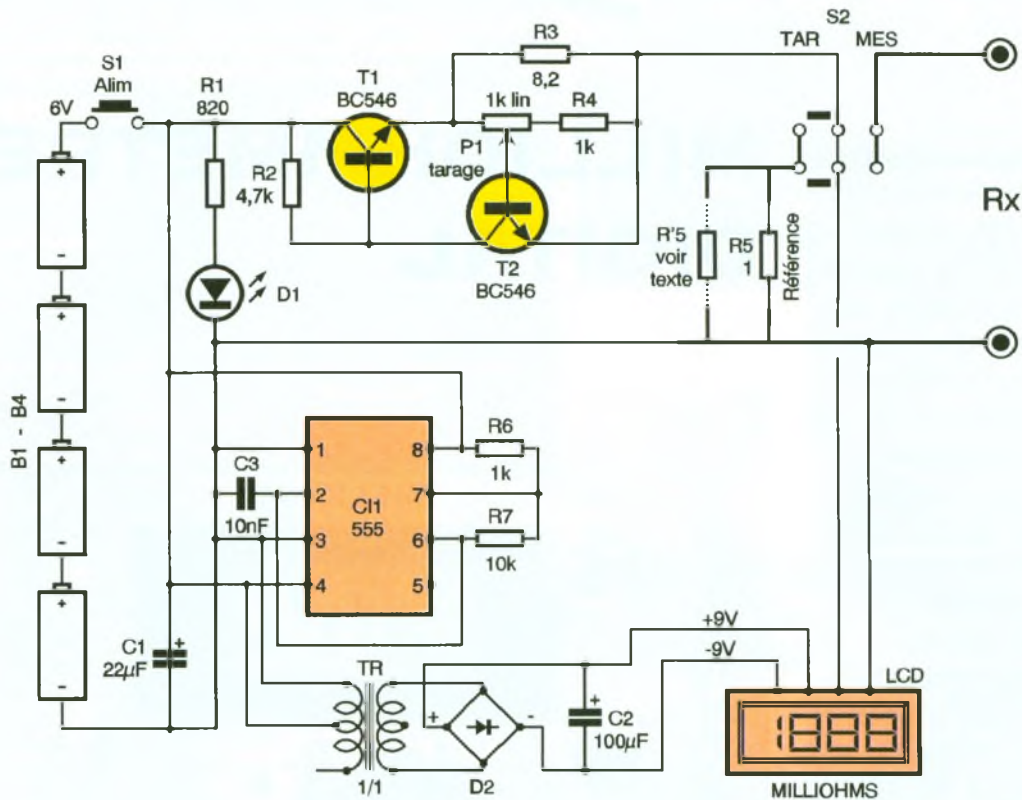 S2
TAR MES
S1
Alim
6V
R1
820
T1
BC546
R3
8,2
1k lin
R4
1k
P1
tarage
R2
4,7k
T2
BC546
R'5
voir
texte
R5
1
Référence
Rx
D1
B1 - B4
C3
10nF
1
2
3
4
CI1
555
8
7
6
5
R6
1k
R7
10k
C1
22µF
+
TR
1/1
+ -
D2
+
C2
100µF
+9V
-9V
LCD
1888
MILLIOHMS
+
-
+
-
+
-
+
-